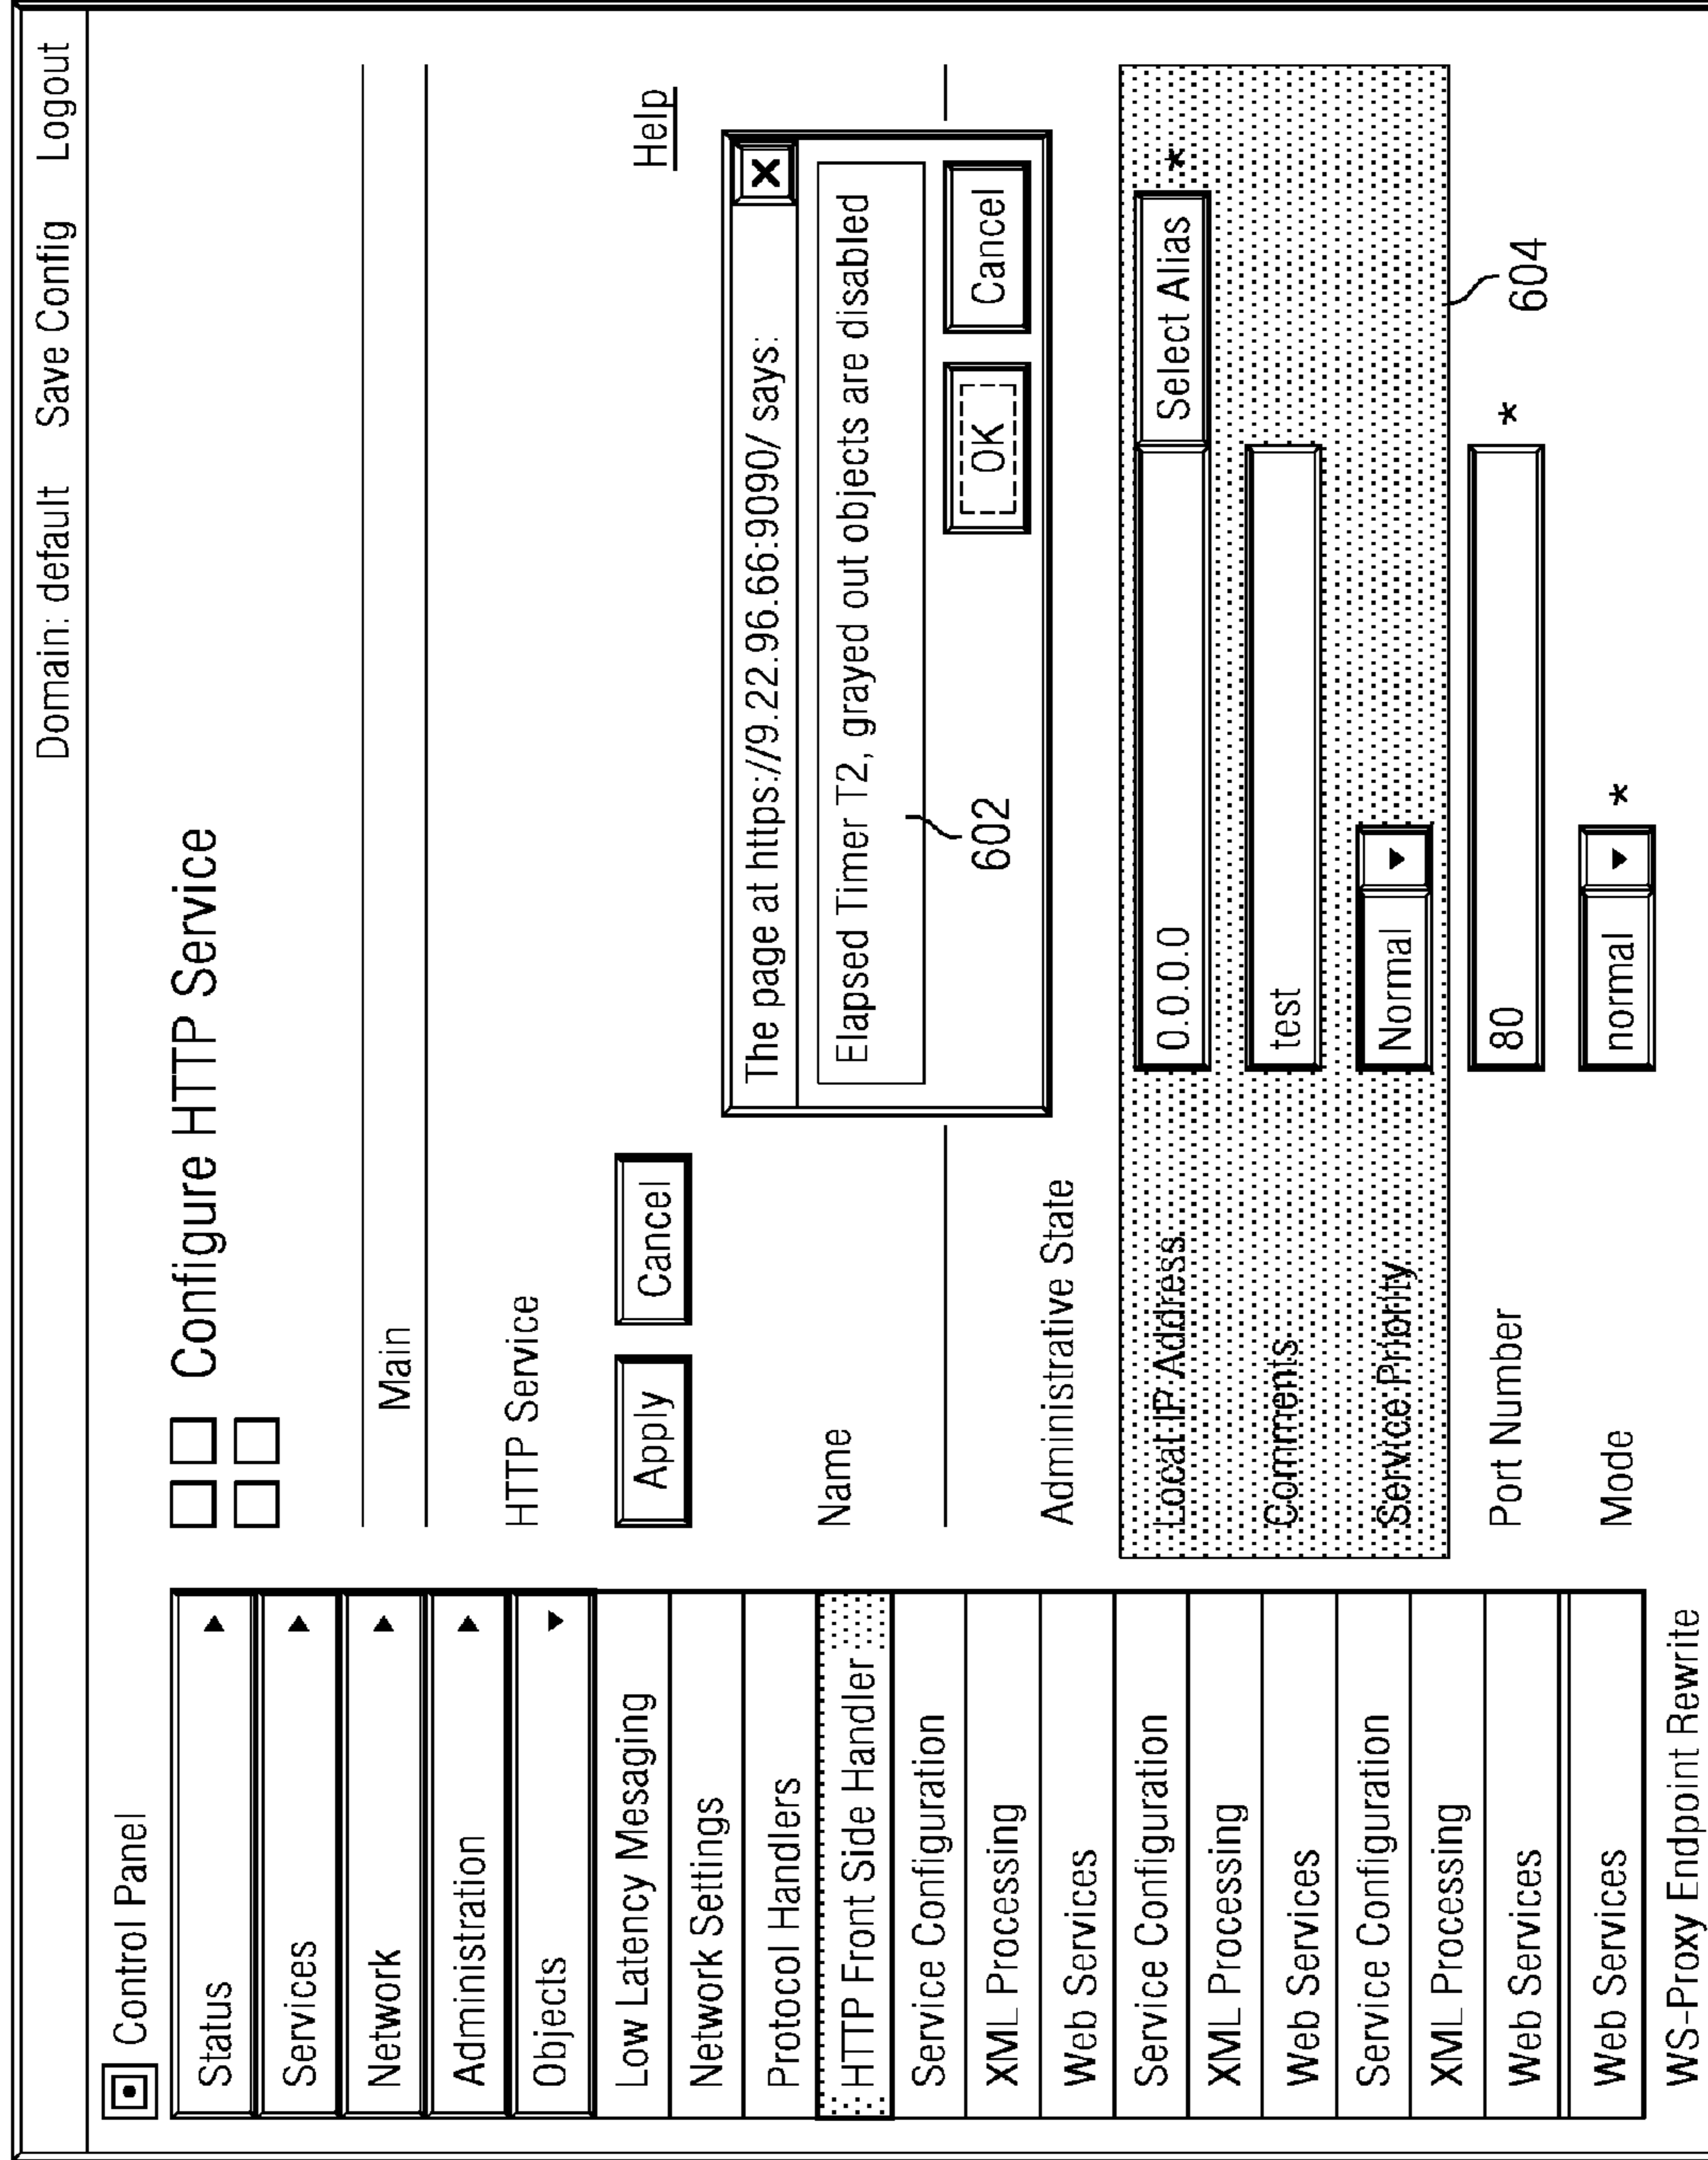 Domain: default Save Config Logout
Control Panel
Status
Services
Network
Administration
Objects
Low Latency Mesaging
Network Settings
Protocol Handlers
HTTP Front Side Handler
Service Configuration
XML Processing
Web Services
Service Configuration
XML Processing
Web Services
Service Configuration
XML Processing
Web Services
Web Services
WS-Proxy Endpoint Rewrite
Configure HTTP Service
Main
HTTP Service
Apply Cancel
Help
Name
The page at https://9.22.96.66:9090/ says: X
Elapsed Timer T2, grayed out objects are disabled
602
OK Cancel
Administrative State
Local IP Address 0.0.0.0 Select Alias *
Comments test
Service Priority Normal
604
Port Number 80 *
Mode normal *